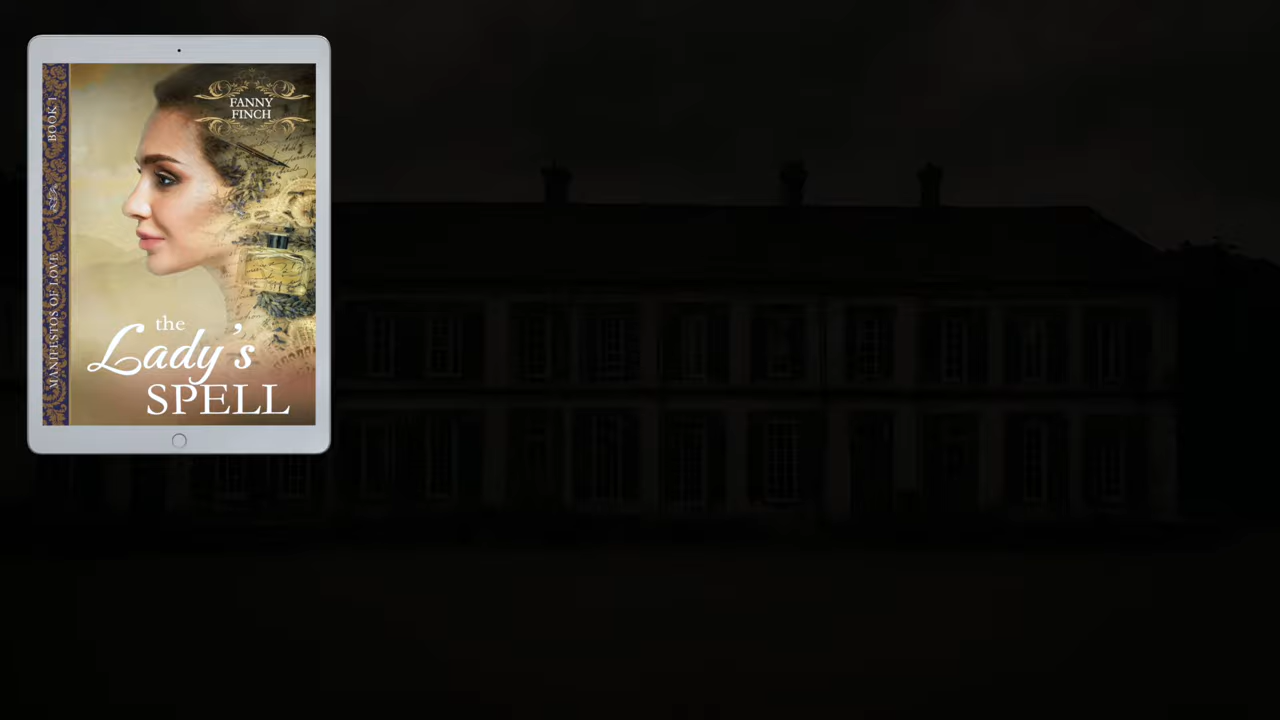 FANNY
FINCH
the
Lady's
SPELL
MANIFESTOS OF LOVE
BOOK 1